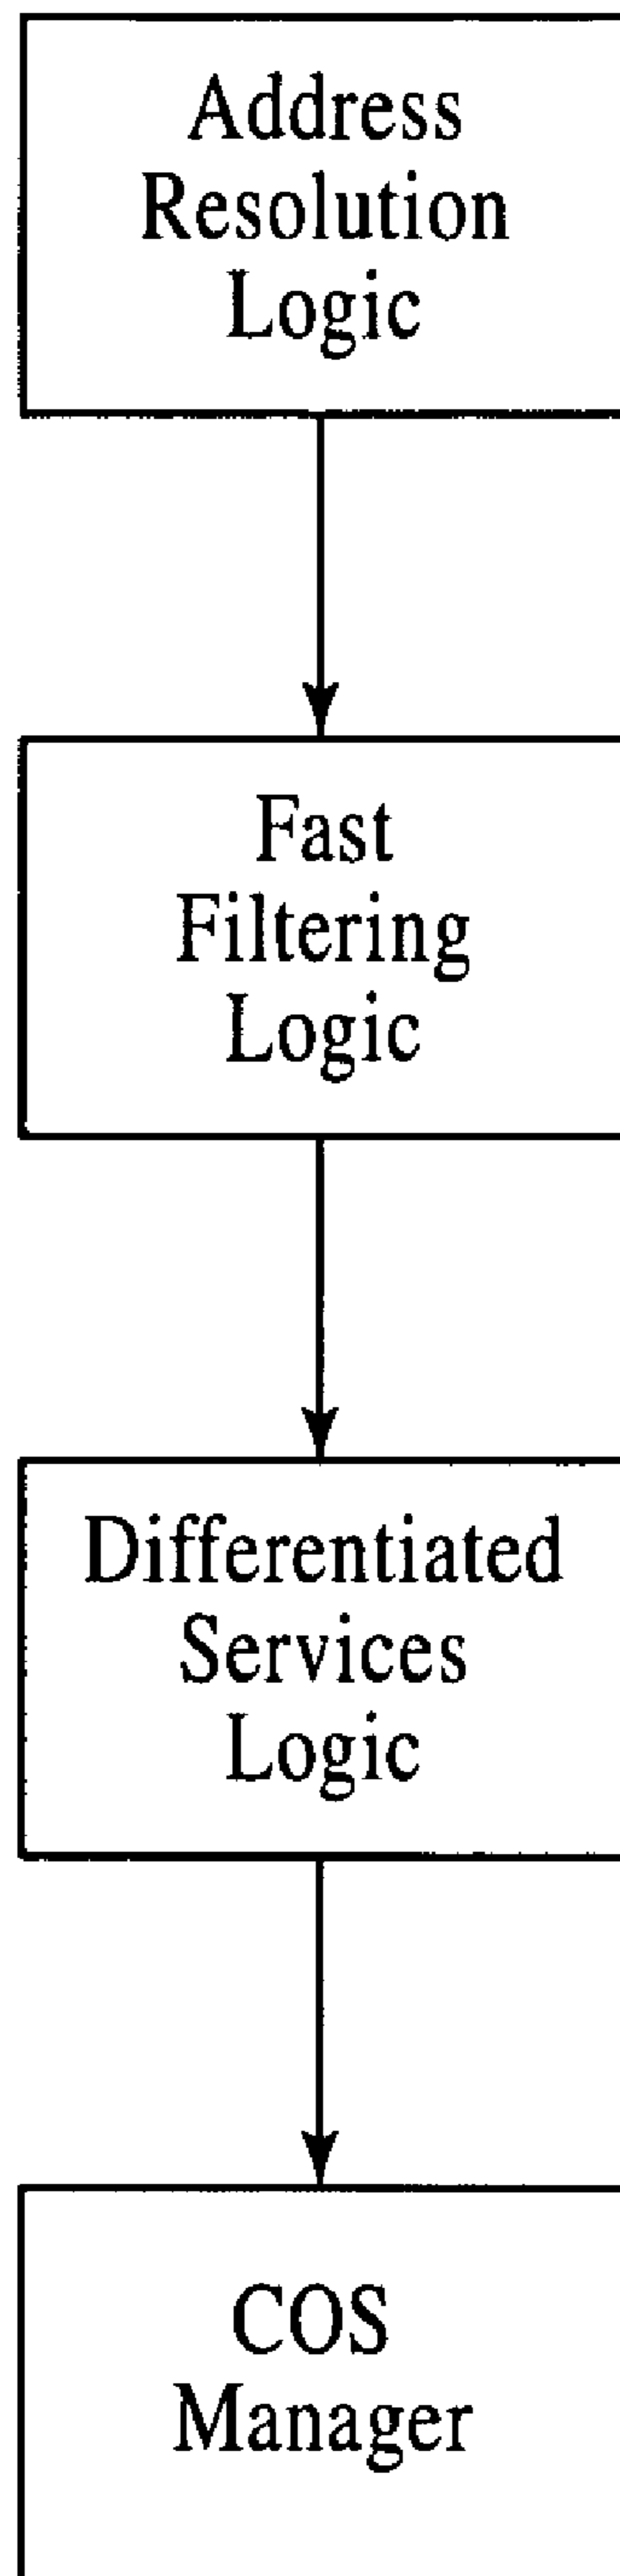 Address
Resolution
Logic
Fast
Filtering
Logic
Differentiated
Services
Logic
COS
Manager